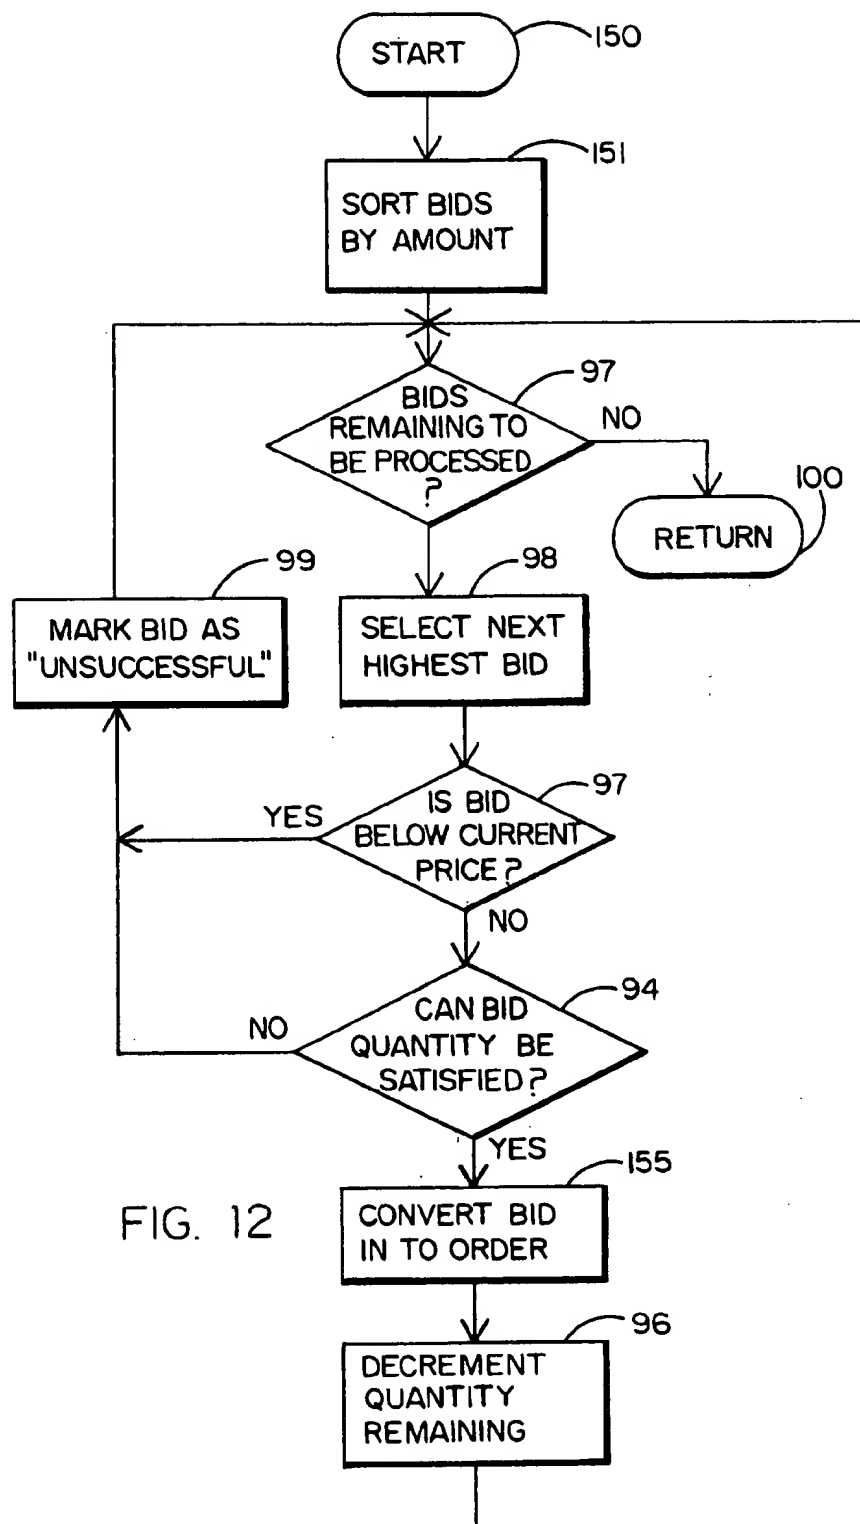 START
150
151
SORT BIDS
BY AMOUNT
97
BIDS
REMAINING TO
BE PROCESSED
?
NO
100
RETURN
99
98
MARK BID AS
"UNSUCCESSFUL"
SELECT NEXT
HIGHEST BID
97
YES
IS BID
BELOW CURRENT
PRICE?
NO
94
CAN BID
QUANTITY BE
SATISFIED?
NO
YES
155
CONVERT BID
IN TO ORDER
FIG. 12
96
DECREMENT
QUANTITY
REMAINING